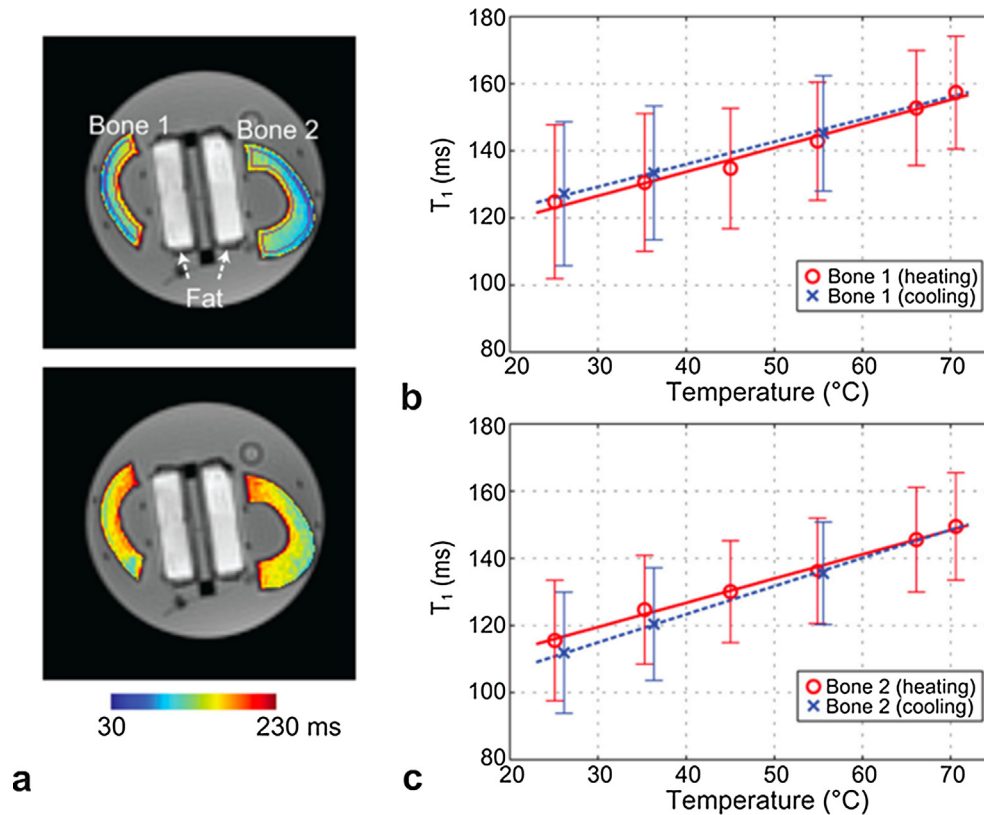 Bone 1
Bone 2
Fat
30
230 ms
a
180
160
140
120
100
80
T1 (ms)
20
30
40
50
60
70
Temperature (°C)
Bone 1 (heating)
Bone 1 (cooling)
b
180
160
140
120
100
80
T1 (ms)
20
30
40
50
60
70
Temperature (°C)
Bone 2 (heating)
Bone 2 (cooling)
c